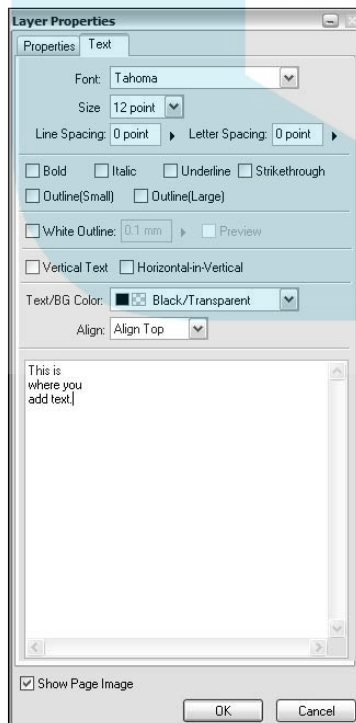 Layer Properties
Properties Text
Font: Tahoma
Size 12 point
Line Spacing: 0 point Letter Spacing: 0 point
Bold Italic Underline Strikethrough
Outline(Small) Outline(Large)
White Outline: 0.1 mm Preview
Vertical Text Horizontal-in-Vertical
Text/BG Color: Black/Transparent
Align: Align Top
This is
where you
add text.
Show Page Image
OK Cancel